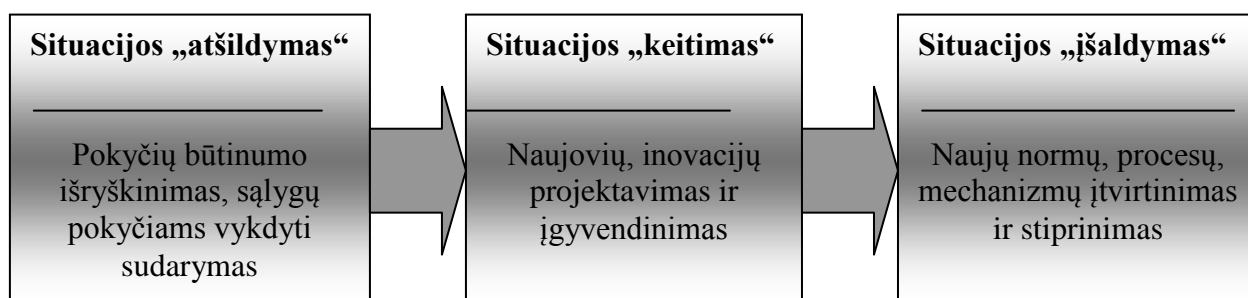 Situacijos „atšildymas“
Pokyčių būtinumo
išryškinimas, sąlygų
pokyčiams vykdyti
sudarymas
Situacijos „keitimas“
Naujovių, inovacijų
projektavimas ir
įgyvendinimas
Situacijos „įšaldymas“
Naujų normų, procesų,
mechanizmų įtvirtinimas
ir stiprinimas